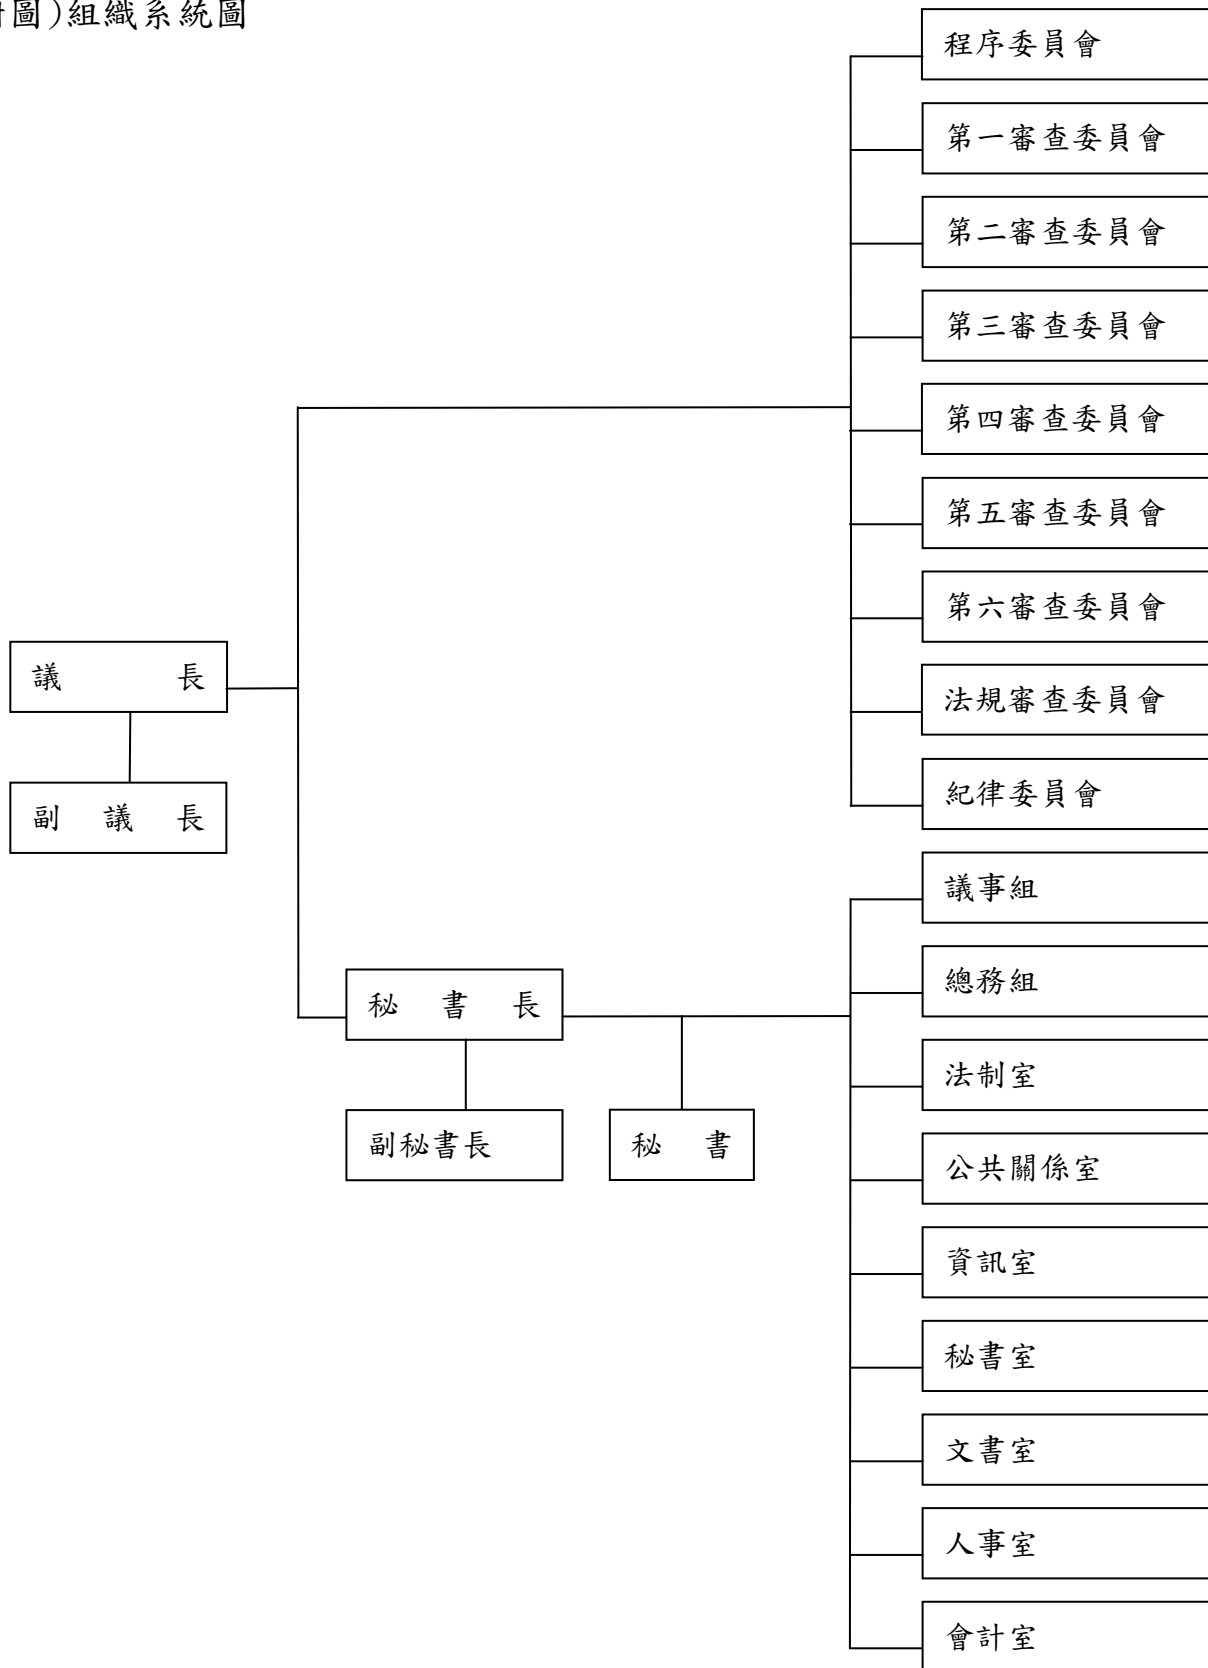 附圖)組織系統圖
程序委員會
第一審查委員會
第二審查委員會
第三審查委員會
第四審查委員會
第五審查委員會
第六審查委員會
法規審查委員會
紀律委員會
議長
副議長
秘書長
副秘書長
秘書
議事組
總務組
法制室
公共關係室
資訊室
秘書室
文書室
人事室
會計室